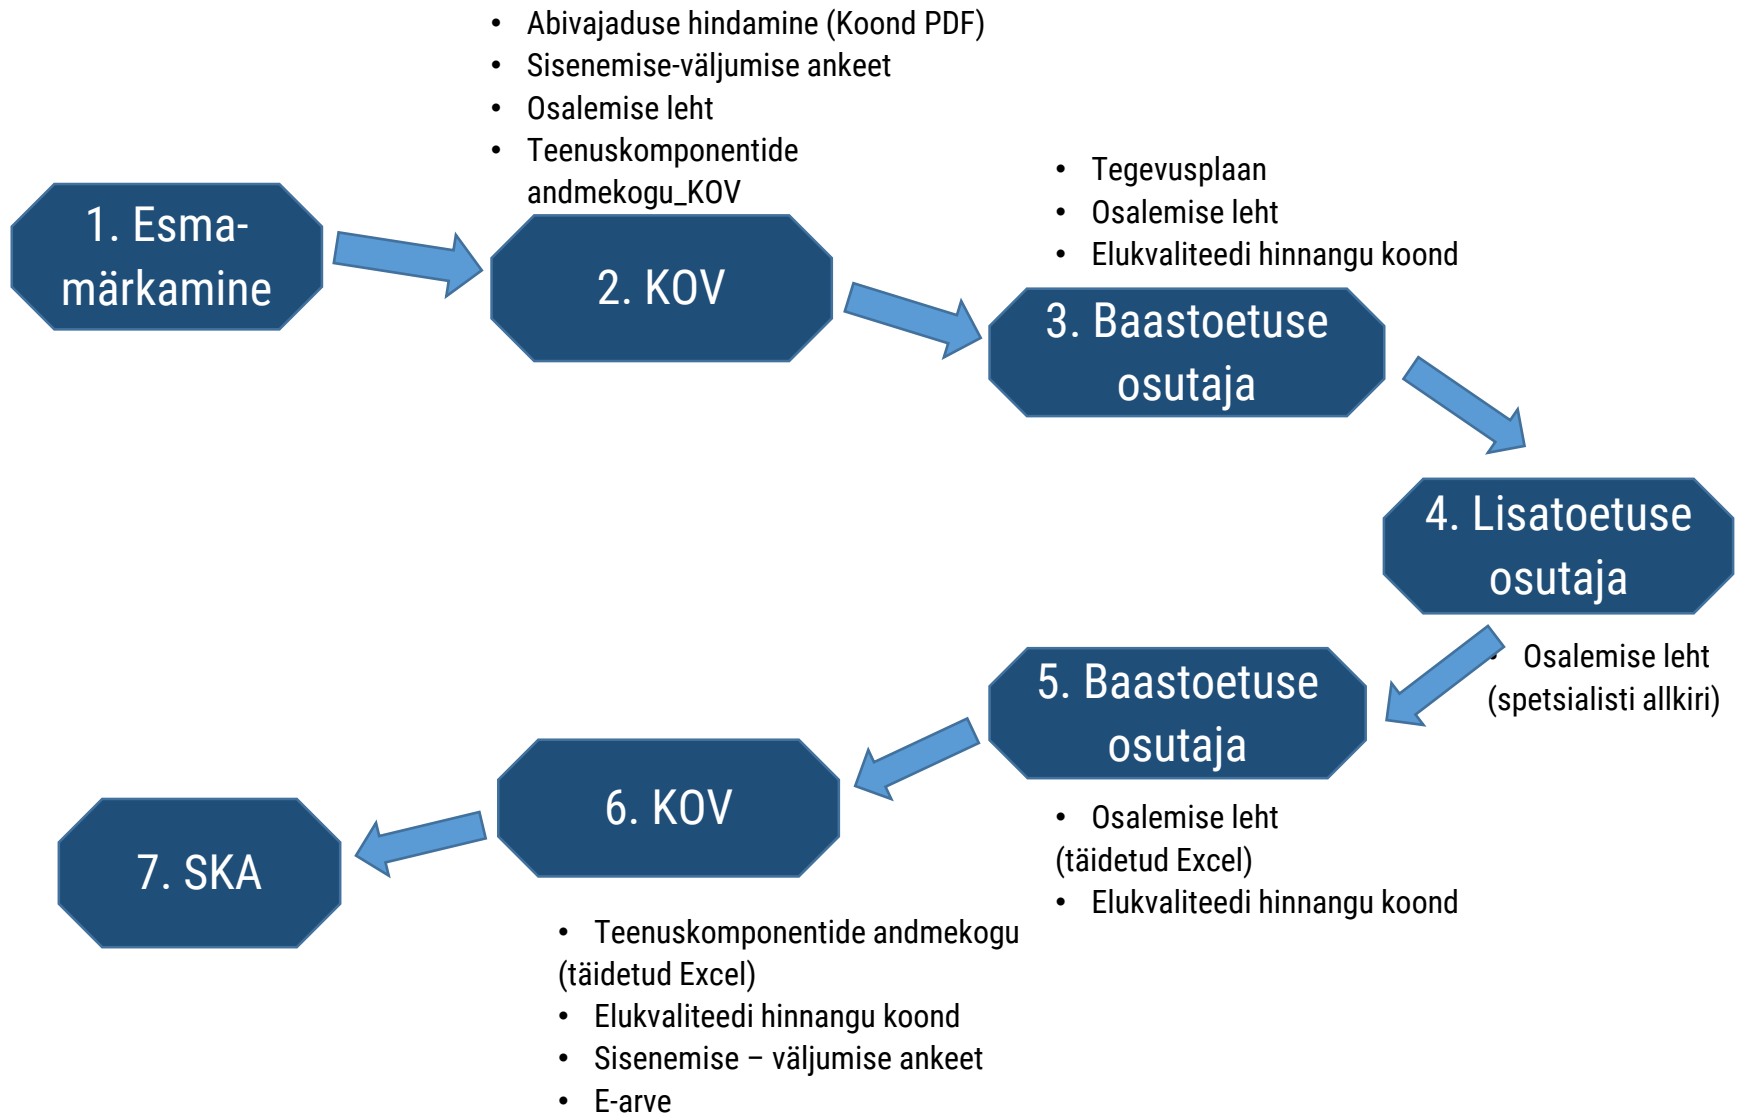 • Abivajaduse hindamine (Koond PDF)
• Sisenemise-väljumise ankeet
• Osalemise leht
• Teenuskomponentide
andmekogu_KOV
1. Esma-
märkamine
2. KOV
• Tegevusplaan
• Osalemise leht
• Elukvaliteedi hinnangu koond
3. Baastoetuse
osutaja
4. Lisatoetuse
osutaja
• Osalemise leht
(spetsialisti allkiri)
5. Baastoetuse
osutaja
• Osalemise leht
(täidetud Excel)
• Elukvaliteedi hinnangu koond
6. KOV
• Teenuskomponentide andmekogu
(täidetud Excel)
• Elukvaliteedi hinnangu koond
• Sisenemise – väljumise ankeet
• E-arve
7. SKA